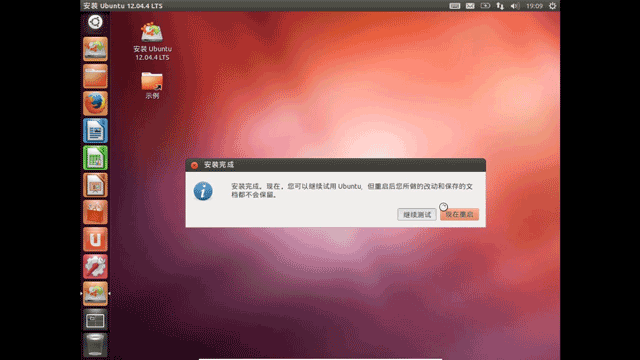 安装 Ubuntu 12.04.4 LTS
19:09
安装 Ubuntu
12.04.4 LTS
示例
安装完成
安装完成。现在，您可以继续试用 Ubuntu，但重启后您所做的改动和保存的文
档都不会保留。
继续测试
现在重启